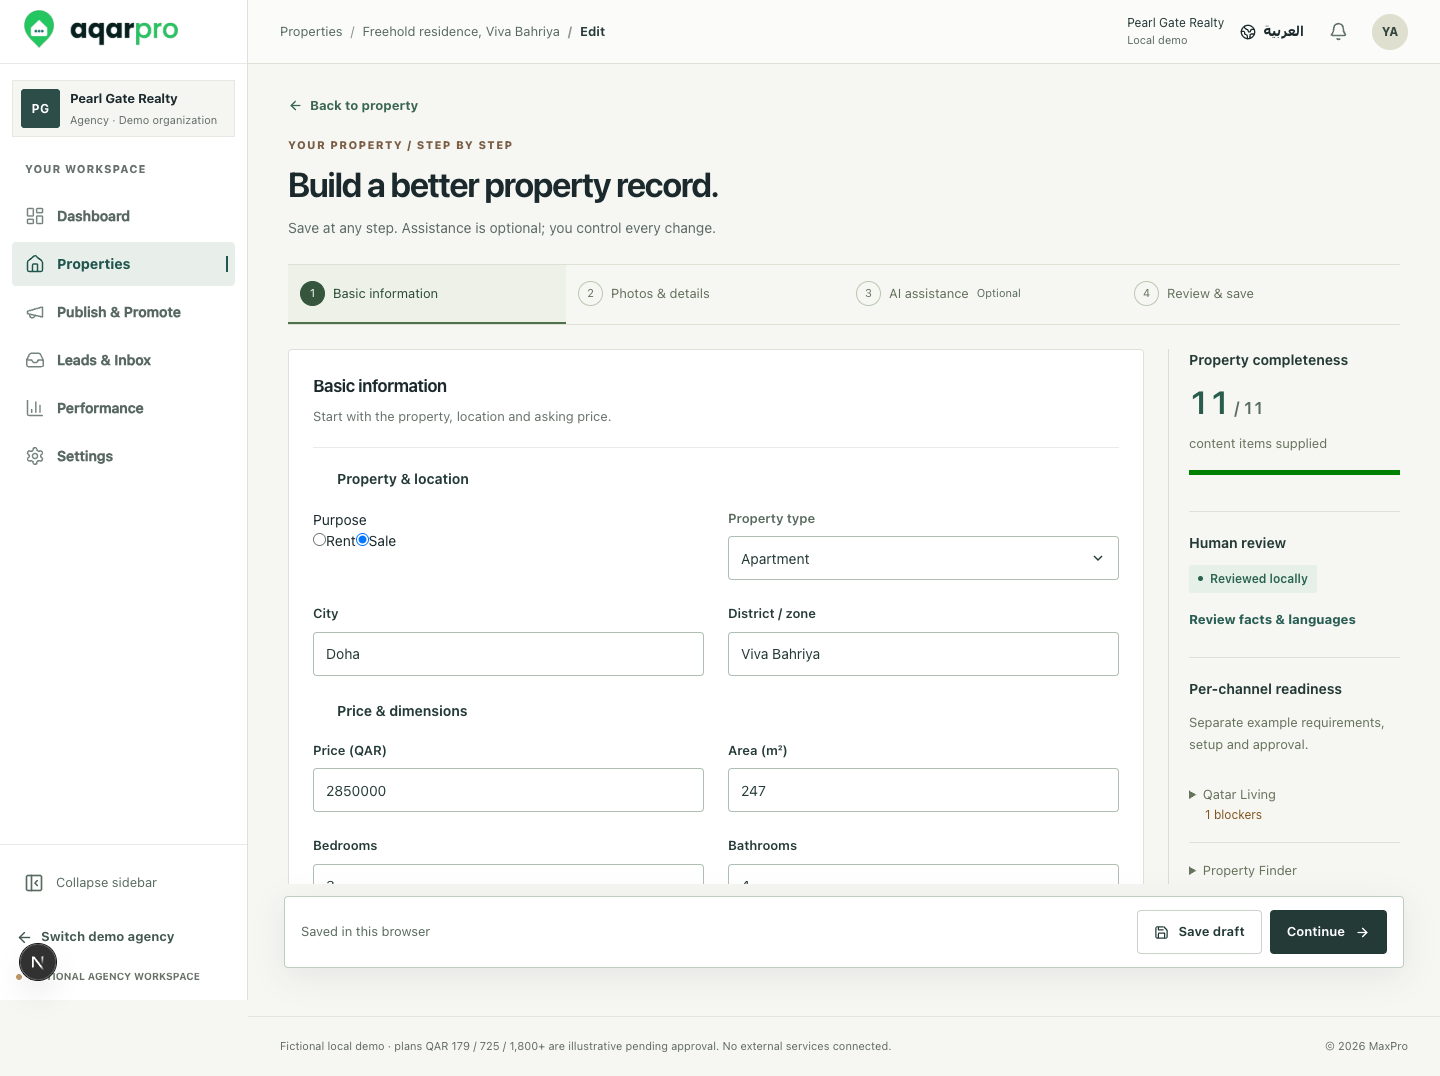 aqarpro
Properties / Freehold residence, Viva Bahriya / Edit
Pearl Gate Realty
Local demo
العربية
YA
PG
Pearl Gate Realty
Agency · Demo organization
YOUR WORKSPACE
Dashboard
Properties
Publish & Promote
Leads & Inbox
Performance
Settings
Collapse sidebar
Switch demo agency
N
IONAL AGENCY WORKSPACE
Back to property
YOUR PROPERTY / STEP BY STEP
Build a better property record.
Save at any step. Assistance is optional; you control every change.
1 Basic information
2 Photos & details
3 AI assistance Optional
4 Review & save
Basic information
Start with the property, location and asking price.
Property & location
Purpose
Rent Sale
Property type
Apartment
City
Doha
District / zone
Viva Bahriya
Price & dimensions
Price (QAR)
2850000
Area (m²)
247
Bedrooms
Bathrooms
Property completeness
11 / 11
content items supplied
Human review
Reviewed locally
Review facts & languages
Per-channel readiness
Separate example requirements,
setup and approval.
Qatar Living
1 blockers
Property Finder
Saved in this browser
Save draft
Continue
Fictional local demo · plans QAR 179 / 725 / 1,800+ are illustrative pending approval. No external services connected.
© 2026 MaxPro